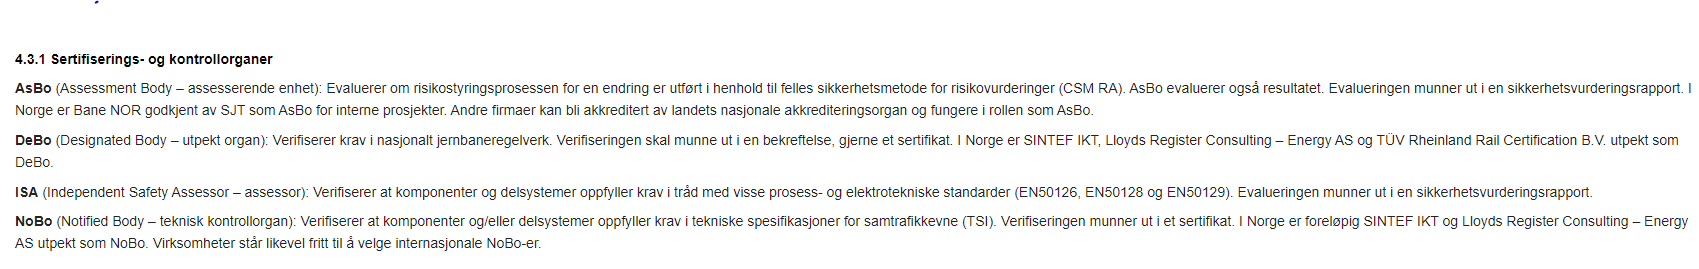 4.3.1 Sertifiserings- og kontrollorganer
AsBo (Assessment Body – assesserende enhet): Evaluerer om risikostyringsprosessen for en endring er utført i henhold til felles sikkerhetsmetode for risikovurderinger (CSM RA). AsBo evaluerer også resultatet. Evalueringen munner ut i en sikkerhetsvurderingsrapport. I
Norge er Bane NOR godkjent av SJT som AsBo for interne prosjekter. Andre firmaer kan bli akkreditert av landets nasjonale akkrediteringsorgan og fungere i rollen som AsBo.
DeBo (Designated Body – utpekt organ): Verifiserer krav i nasjonalt jernbaneregelverk. Verifiseringen skal munne ut i en bekreftelse, gjerne et sertifikat. I Norge er SINTEF IKT, Lloyds Register Consulting – Energy AS og TÜV Rheinland Rail Certification B.V. utpekt som
DeBo.
ISA (Independent Safety Assessor – assessor): Verifiserer at komponenter og delsystemer oppfyller krav i tråd med visse prosess- og elektrotekniske standarder (EN50126, EN50128 og EN50129). Evalueringen munner ut i en sikkerhetsvurderingsrapport.
NoBo (Notified Body – teknisk kontrollorgan): Verifiserer at komponenter og/eller delsystemer oppfyller krav i tekniske spesifikasjoner for samtrafikkevne (TSI). Verifiseringen munner ut i et sertifikat. I Norge er foreløpig SINTEF IKT og Lloyds Register Consulting – Energy
AS utpekt som NoBo. Virksomheter står likevel fritt til å velge internasjonale NoBo-er.